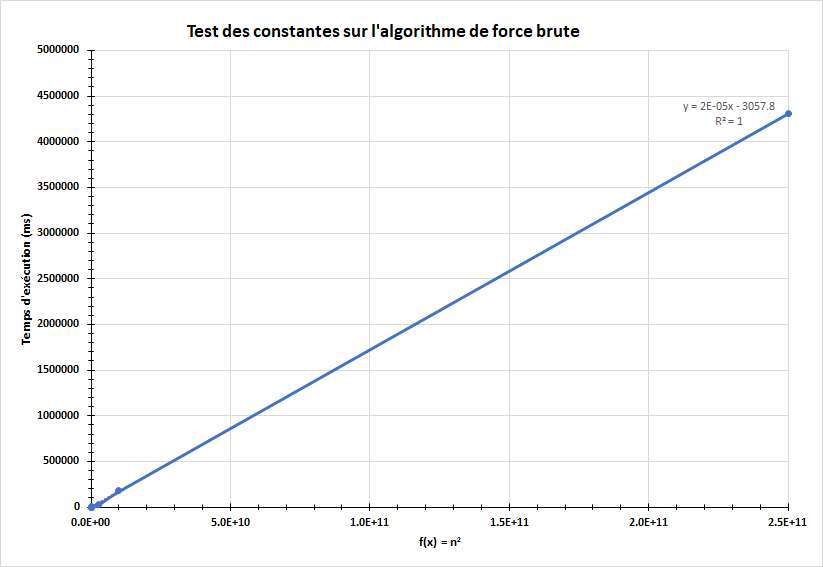 Test des constantes sur l'algorithme de force brute
5000000
4500000
4000000
3500000
3000000
2500000
2000000
1500000
1000000
500000
0
Temps d'exécution (ms)
y = 2E-05x - 3057.8
R² = 1
0.0E+00 5.0E+10 1.0E+11 1.5E+11 2.0E+11 2.5E+11
f(x) = n²